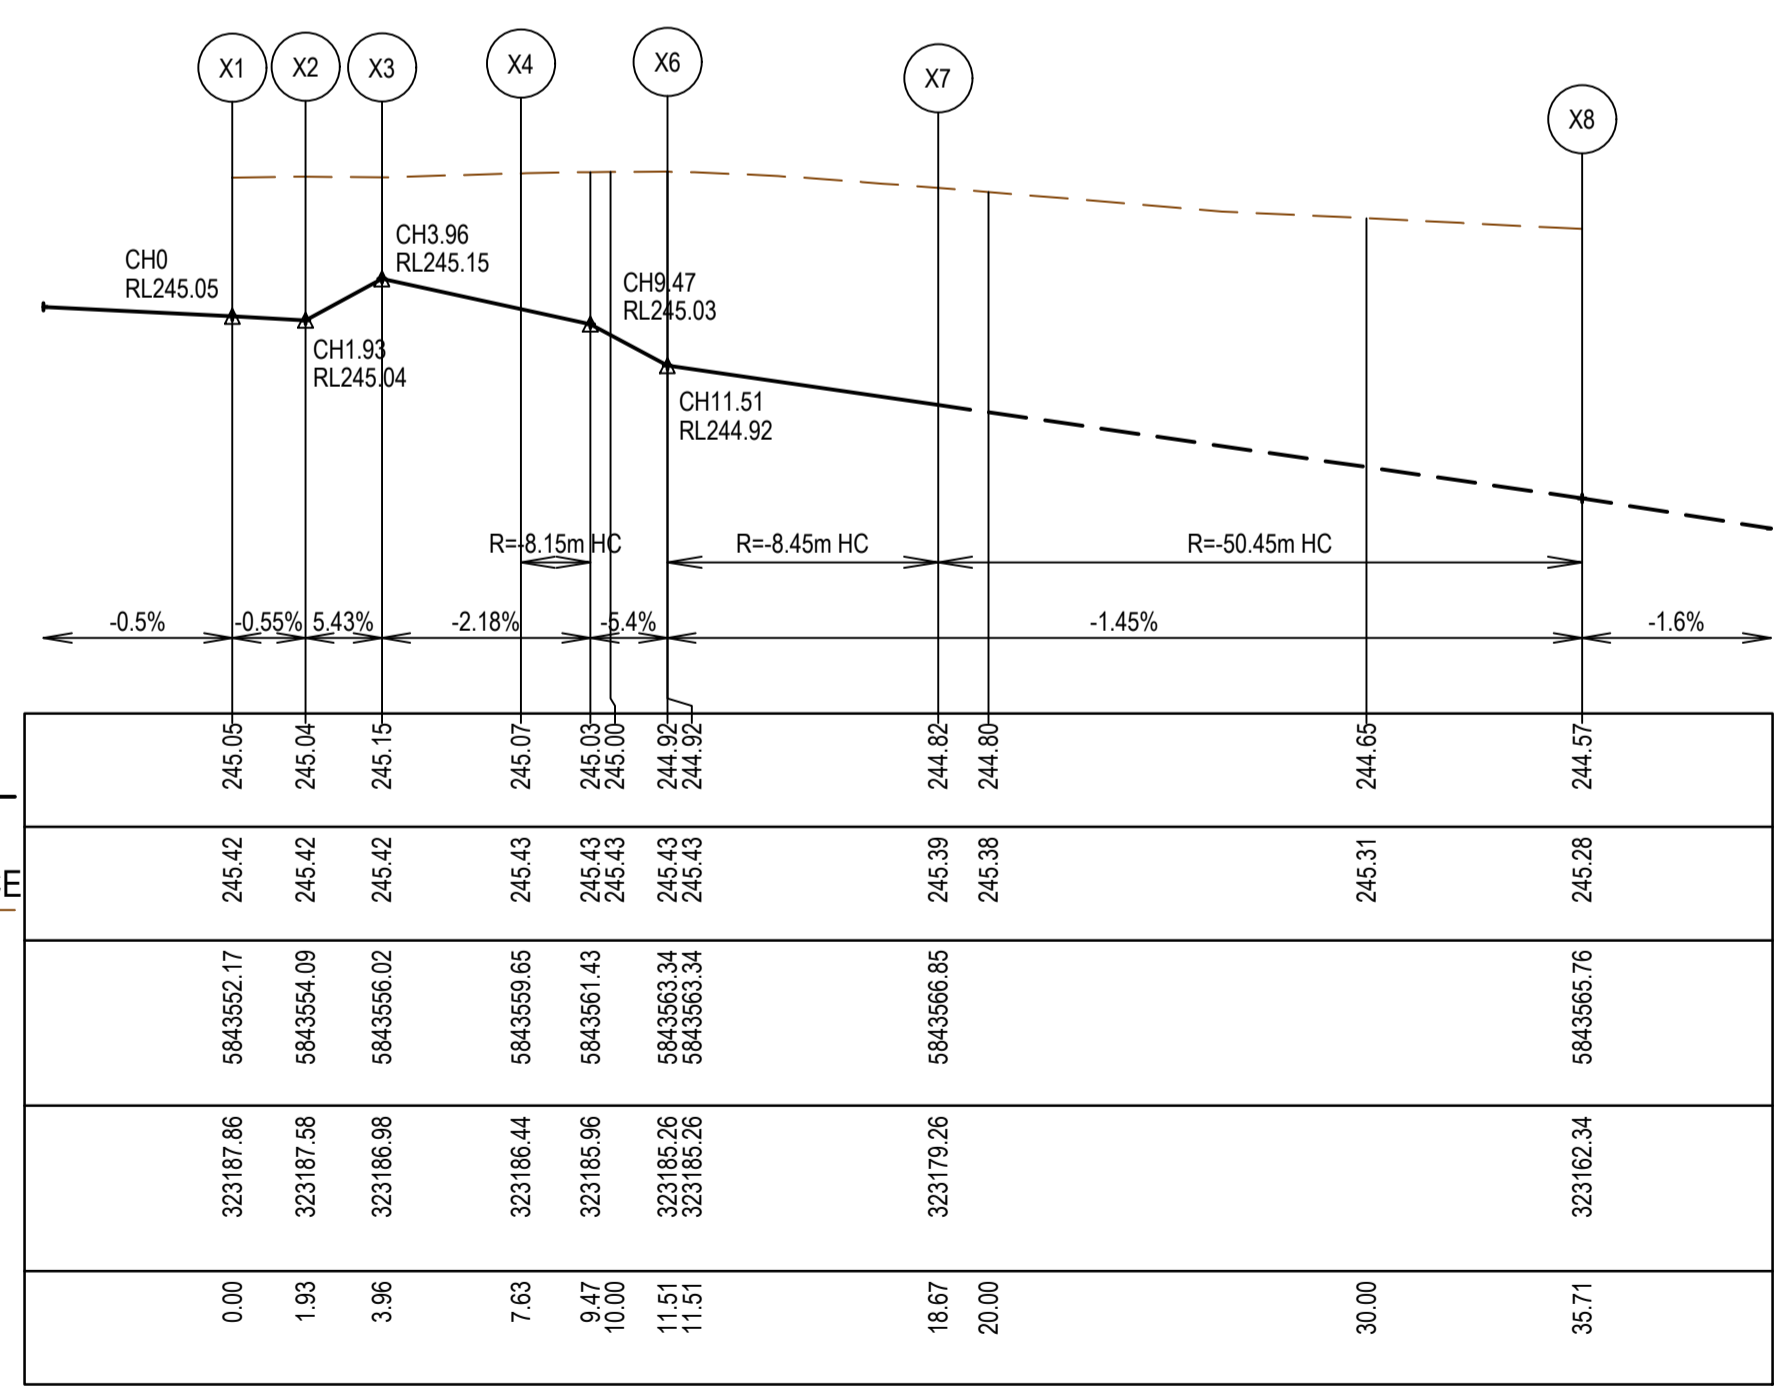 X1 X2 X3 X4 X6 X7 X8
CH0
RL245.05
CH1.93
RL245.04
CH3.96
RL245.15
CH9.47
RL245.03
CH11.51
RL244.92
R=-8.15m HC R=-8.45m HC R=-50.45m HC
-0.5% -0.55% 5.43% -2.18% -5.4% -1.45% -1.6%
245.05 245.04 245.15 245.07 245.03 245.00 244.92 244.92 244.82 244.80 244.65 244.57
245.42 245.42 245.42 245.43 245.43 245.43 245.43 245.43 245.39 245.38 245.31 245.28
5843552.17 5843554.09 5843556.02 5843559.65 5843561.43 5843563.34 5843563.34 5843566.85 5843565.76
323187.86 323187.58 323186.98 323186.44 323185.96 323185.26 323185.26 323179.26 323162.34
0.00 1.93 3.96 7.63 9.47 10.00 11.51 11.51 18.67 20.00 30.00 35.71